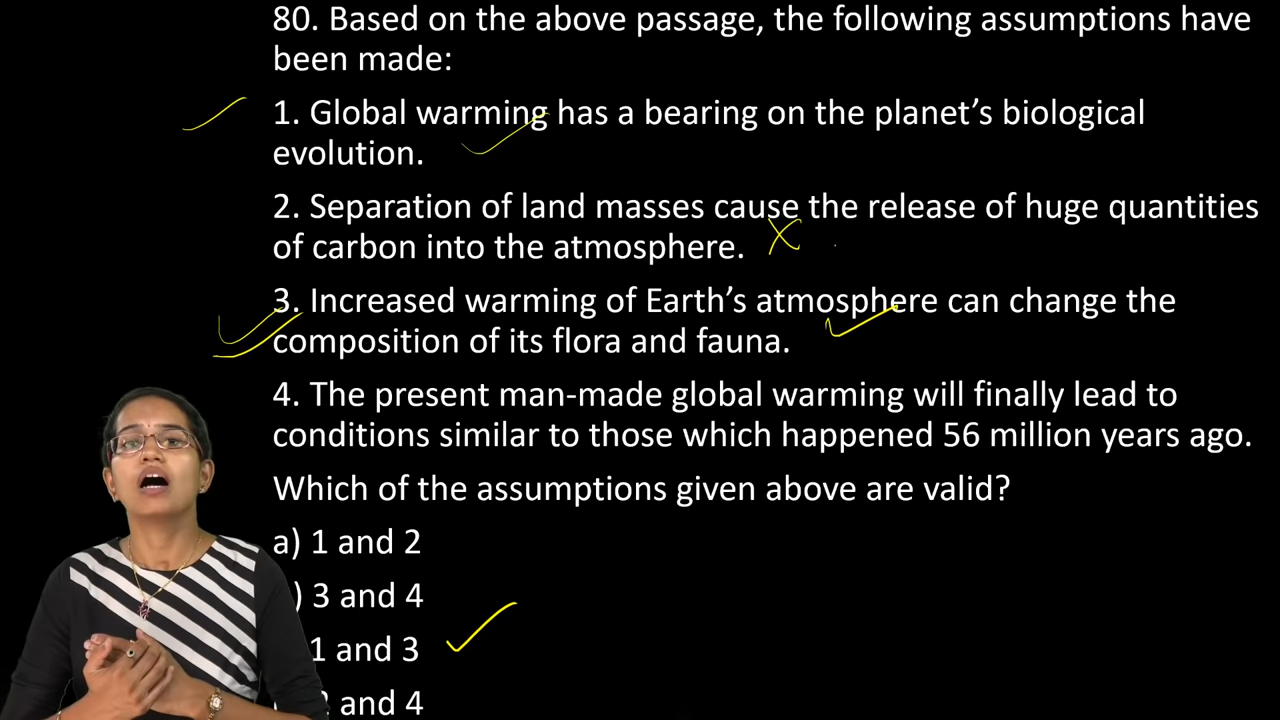 80. Based on the above passage, the following assumptions have
been made:
1. Global warming has a bearing on the planet's biological
evolution.
2. Separation of land masses cause the release of huge quantities
of carbon into the atmosphere.
3. Increased warming of Earth's atmosphere can change the
composition of its flora and fauna.
4. The present man-made global warming will finally lead to
conditions similar to those which happened 56 million years ago.
Which of the assumptions given above are valid?
a) 1 and 2
) 3 and 4
1 and 3
and 4